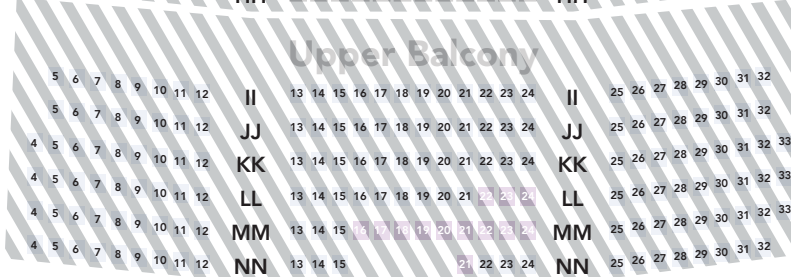 Upper Balcony
5 6 7 8 9 10 11 12 II 13 14 15 16 17 18 19 20 21 22 23 24 II 25 26 27 28 29 30 31 32
5 6 7 8 9 10 11 12 JJ 13 14 15 16 17 18 19 20 21 22 23 24 JJ 25 26 27 28 29 30 31 32
4 5 6 7 8 9 10 11 12 KK 13 14 15 16 17 18 19 20 21 22 23 24 KK 25 26 27 28 29 30 31 32 33
4 5 6 7 8 9 10 11 12 LL 13 14 15 16 17 18 19 20 21 22 23 24 LL 25 26 27 28 29 30 31 32 33
4 5 6 7 8 9 10 11 12 MM 13 14 15 16 17 18 19 20 21 22 23 24 MM 25 26 27 28 29 30 31 32 33
4 5 6 7 8 9 10 11 12 NN 13 14 15 21 22 23 24 NN 25 26 27 28 29 30 31 32